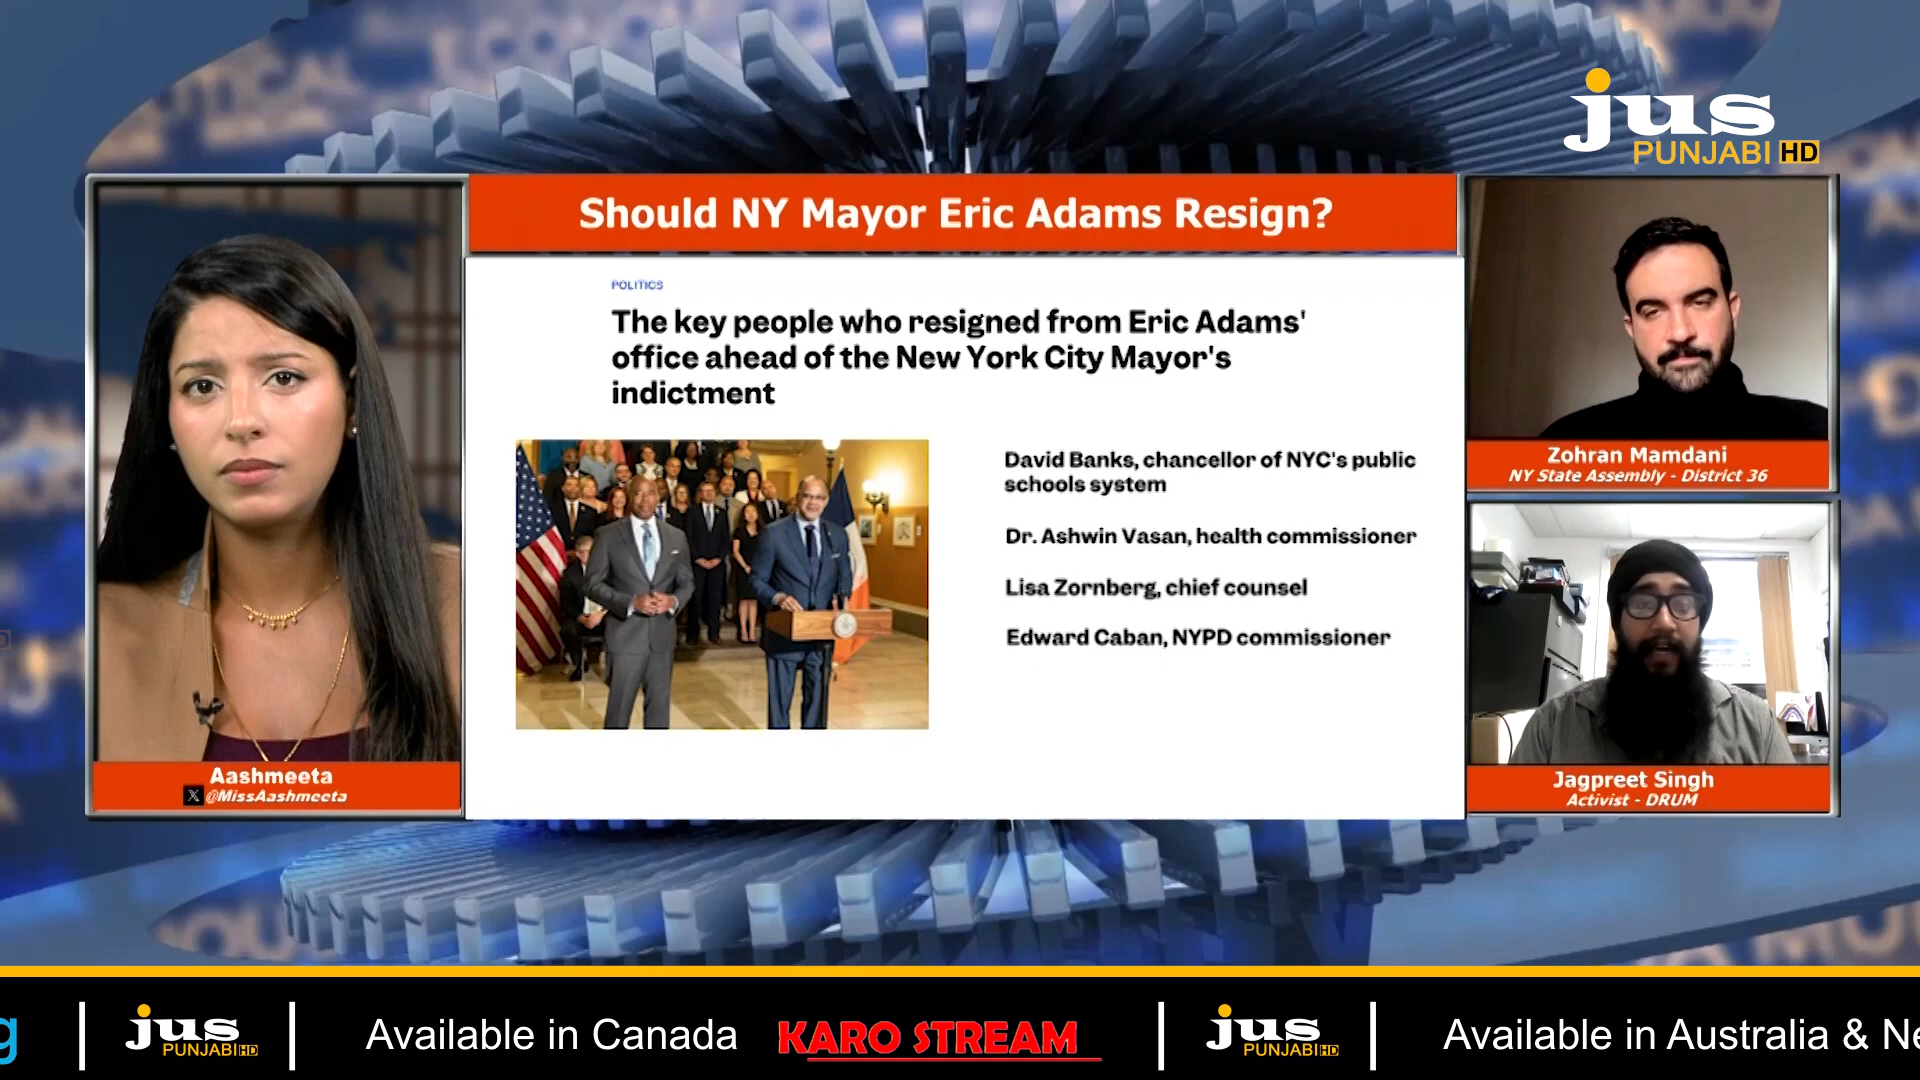 jus
PUNJABI HD
Should NY Mayor Eric Adams Resign?
POLITICS
The key people who resigned from Eric Adams'
office ahead of the New York City Mayor's
indictment
David Banks, chancellor of NYC's public
schools system
Dr. Ashwin Vasan, health commissioner
Lisa Zornberg, chief counsel
Edward Caban, NYPD commissioner
Aashmeeta
X @MissAashmeeta
Zohran Mamdani
NY State Assembly - District 36
Jagpreet Singh
Activist - DRUM
g | jus PUNJABI HD | Available in Canada KARO STREAM | jus PUNJABI HD | Available in Australia & Ne